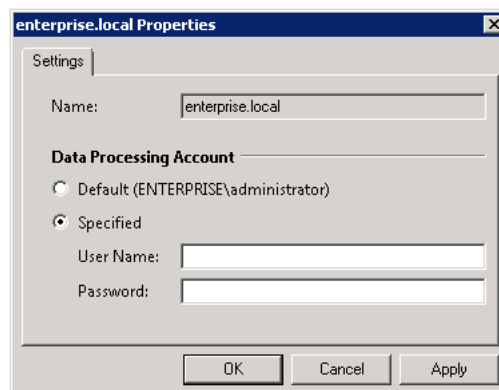 enterprise.local Properties
Settings
Name: enterprise.local
Data Processing Account
Default (ENTERPRISE\administrator)
Specified
User Name:
Password:
OK Cancel Apply